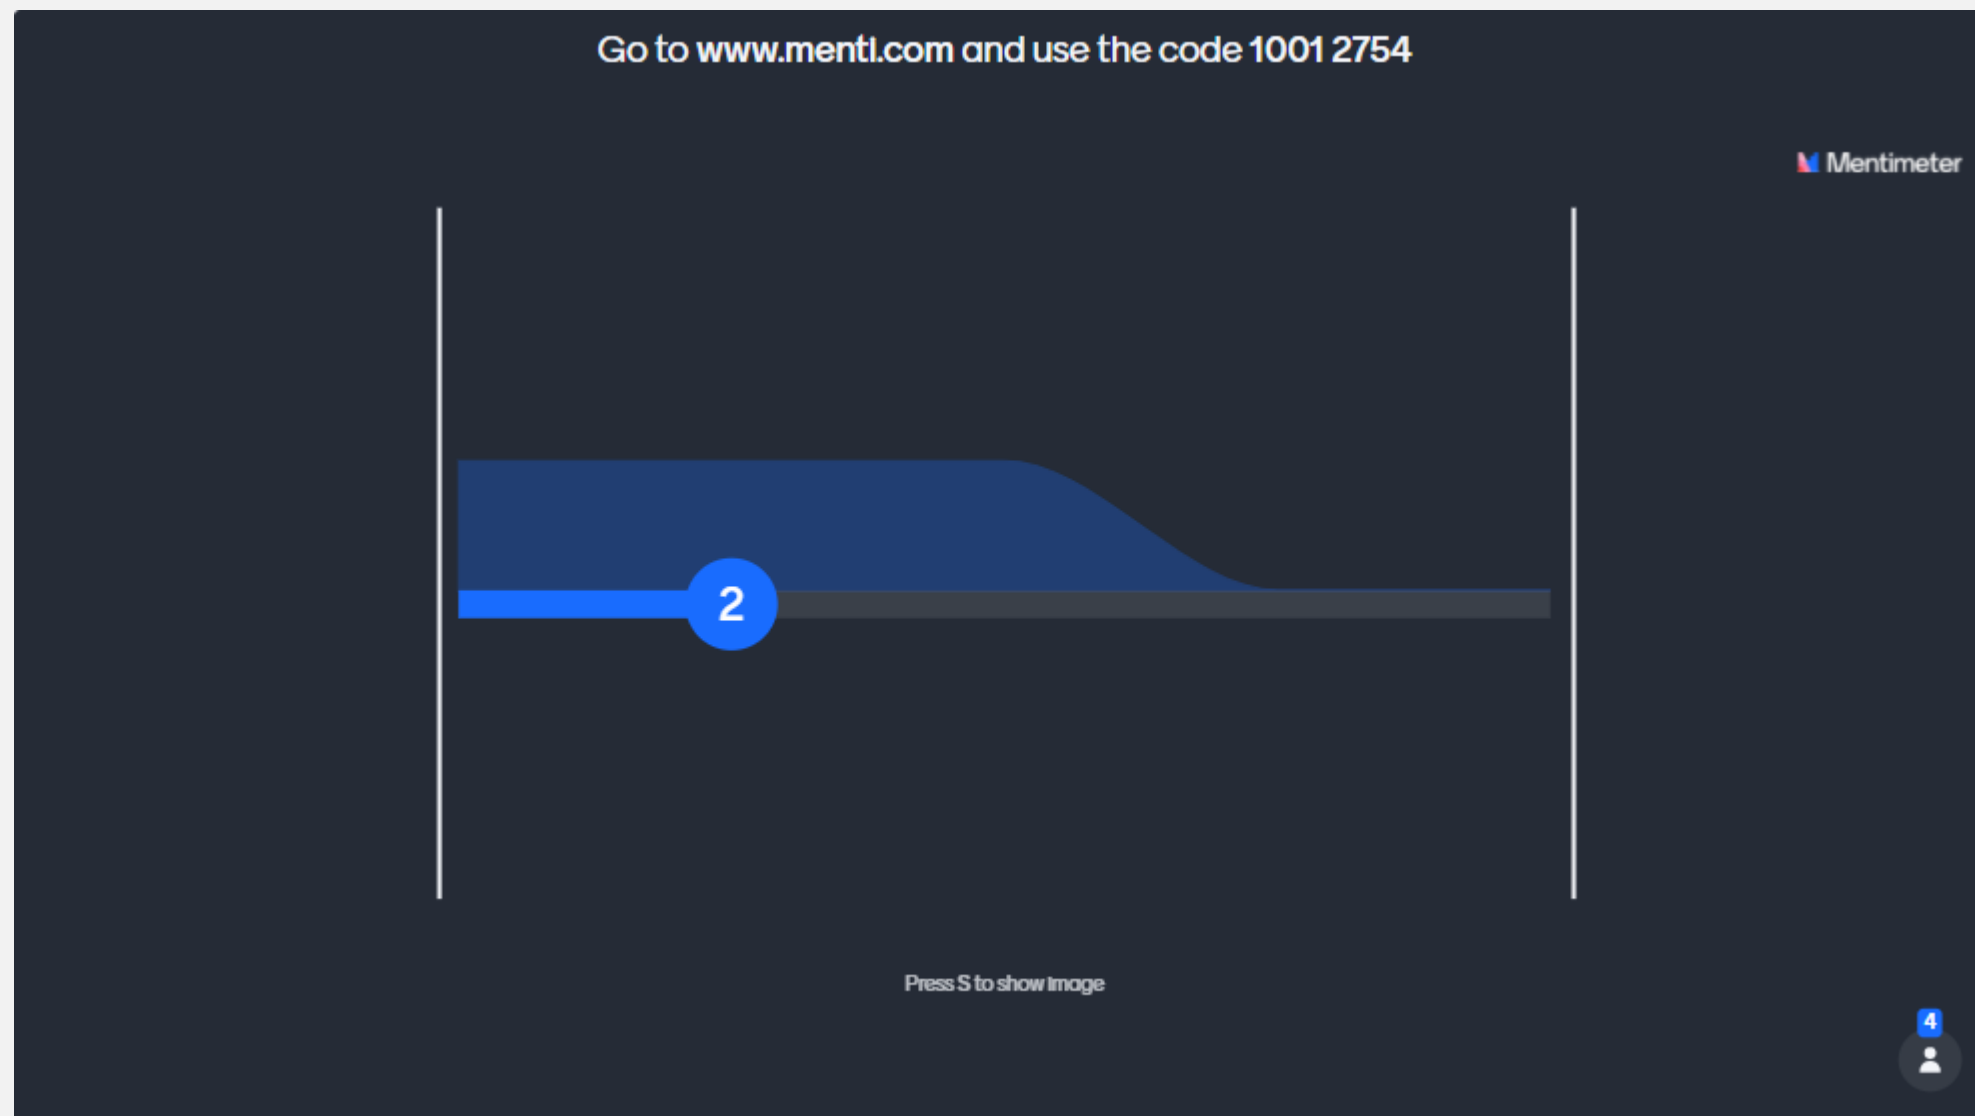 Go to www.menti.com and use the code 1001 2754
Mentimeter
2
Press S to show image
4